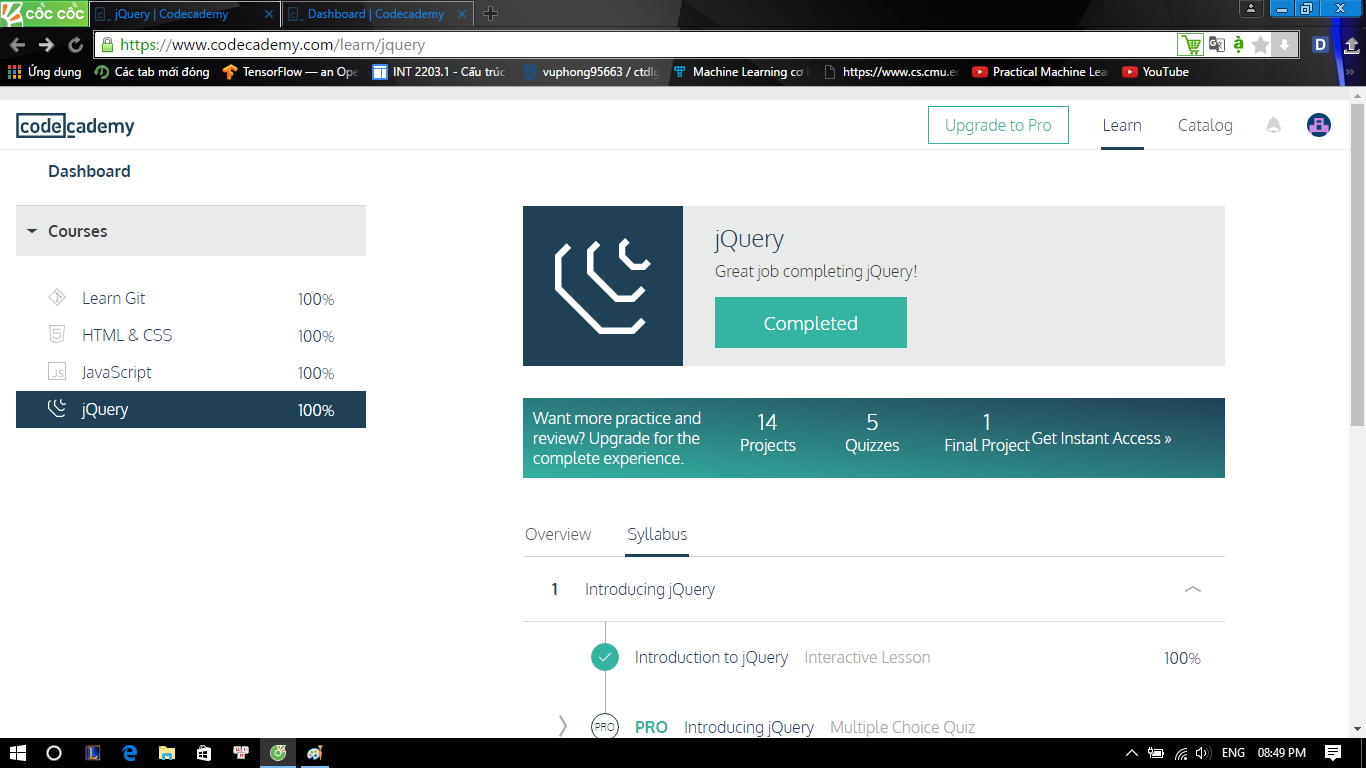 CỐC CỐC
jQuery | Codecademy
Dashboard | Codecademy
https://www.codecademy.com/learn/jquery
D
Ứng dụng
Các tab mới đóng
TensorFlow — an Ope
INT 2203.1 - Cấu trúc
vuphong95663 / ctdlg
Machine Learning cơ
https://www.cs.cmu.ed
Practical Machine Lea
YouTube
»
codecademy
Upgrade to Pro
Learn
Catalog
Dashboard
Courses
Learn Git 100%
HTML & CSS 100%
JS JavaScript 100%
jQuery 100%
jQuery
Great job completing jQuery!
Completed
Want more practice and
review? Upgrade for the
complete experience.
14
Projects
5
Quizzes
1
Final Project
Get Instant Access »
Overview
Syllabus
1 Introducing jQuery
Introduction to jQuery Interactive Lesson 100%
PRO PRO Introducing jQuery Multiple Choice Quiz
ENG 08:49 PM